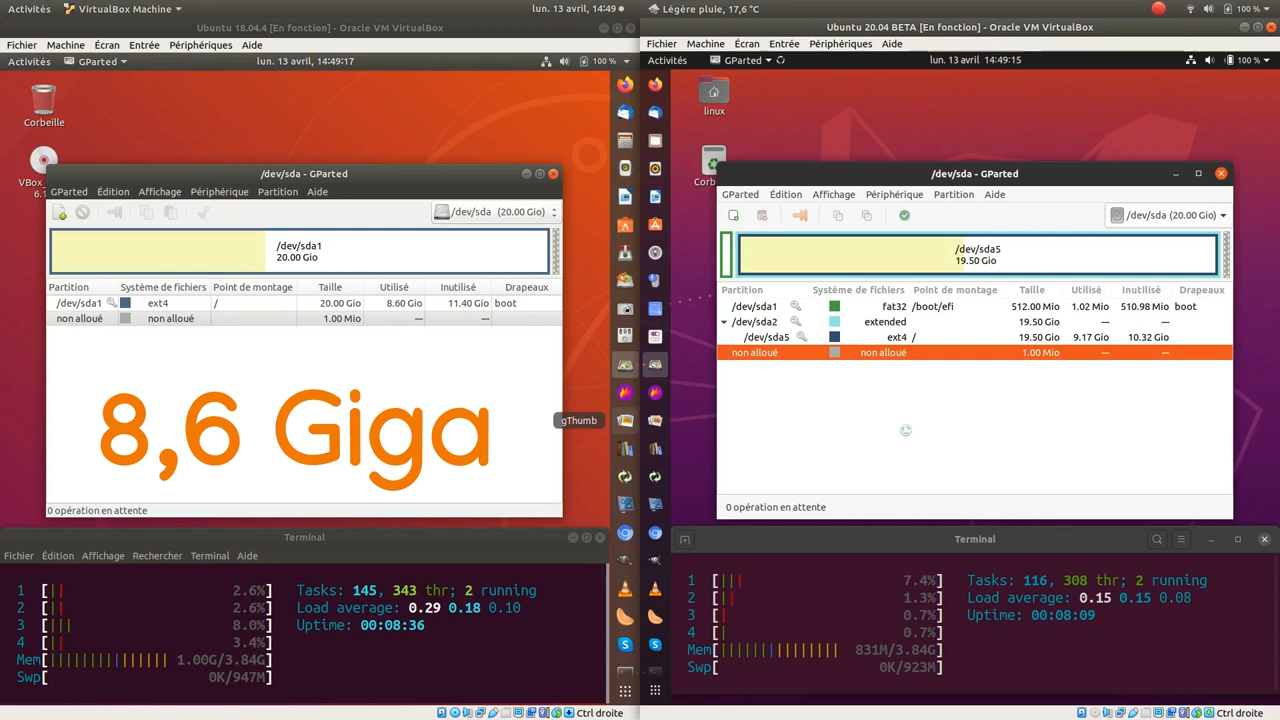 Activités VirtualBox Machine lun. 13 avril, 14:49 Légère pluie, 17,6 °C 100 %
Ubuntu 18.04.4 [En fonction] - Oracle VM VirtualBox
Fichier Machine Écran Entrée Périphériques Aide
Activités GParted lun. 13 avril, 14:49:17 100 %
Corbeille
/dev/sda - GParted
GParted Édition Affichage Périphérique Partition Aide
/dev/sda (20.00 Gio)
/dev/sda1
20.00 Gio
Partition Système de fichiers Point de montage Taille Utilisé Inutilisé Drapeaux
/dev/sda1 ext4 / 20.00 Gio 8.60 Gio 11.40 Gio boot
non alloué non alloué 1.00 Mio — —
8,6 Giga
gThumb
0 opération en attente
Terminal
Fichier Édition Affichage Rechercher Terminal Aide
1 [|| 2.6%] Tasks: 145, 343 thr; 2 running
2 [|| 2.6%] Load average: 0.29 0.18 0.10
3 [||| 8.0%] Uptime: 00:08:36
4 [|| 3.4%]
Mem[ 1.00G/3.84G]
Swp[ 0K/947M]
Ctrl droite
Ubuntu 20.04 BETA [En fonction] - Oracle VM VirtualBox
Fichier Machine Écran Entrée Périphériques Aide
Activités GParted lun. 13 avril, 14:49:15 100 %
linux
/dev/sda - GParted
GParted Édition Affichage Périphérique Partition Aide
/dev/sda (20.00 Gio)
/dev/sda5
19.50 Gio
Partition Système de fichiers Point de montage Taille Utilisé Inutilisé Drapeaux
/dev/sda1 fat32 /boot/efi 512.00 Mio 1.02 Mio 510.98 Mio boot
/dev/sda2 extended 19.50 Gio — —
/dev/sda5 ext4 / 19.50 Gio 9.17 Gio 10.32 Gio
non alloué non alloué 1.00 Mio — —
0 opération en attente
Terminal
1 [||| 7.4%] Tasks: 116, 308 thr; 2 running
2 [|| 1.3%] Load average: 0.15 0.15 0.08
3 [| 0.7%] Uptime: 00:08:09
4 [| 0.7%]
Mem[ 831M/3.84G]
Swp[ 0K/923M]
Ctrl droite